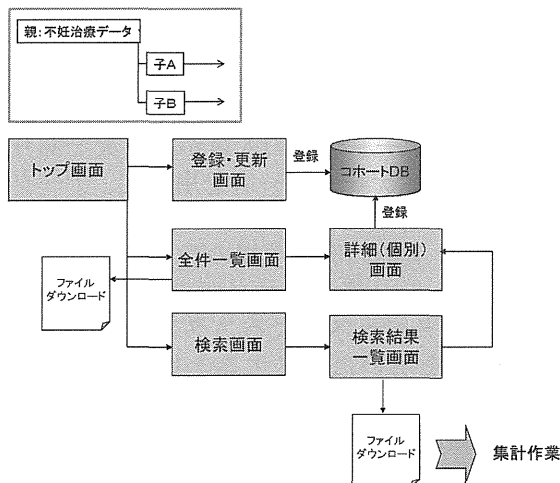 親:不妊治療データ
子A
子B
トップ画面
登録・更新
画面
登録
コホートDB
登録
全件一覧画面
詳細(個別)
画面
ファイル
ダウンロード
検索画面
検索結果
一覧画面
ファイル
ダウンロード
集計作業